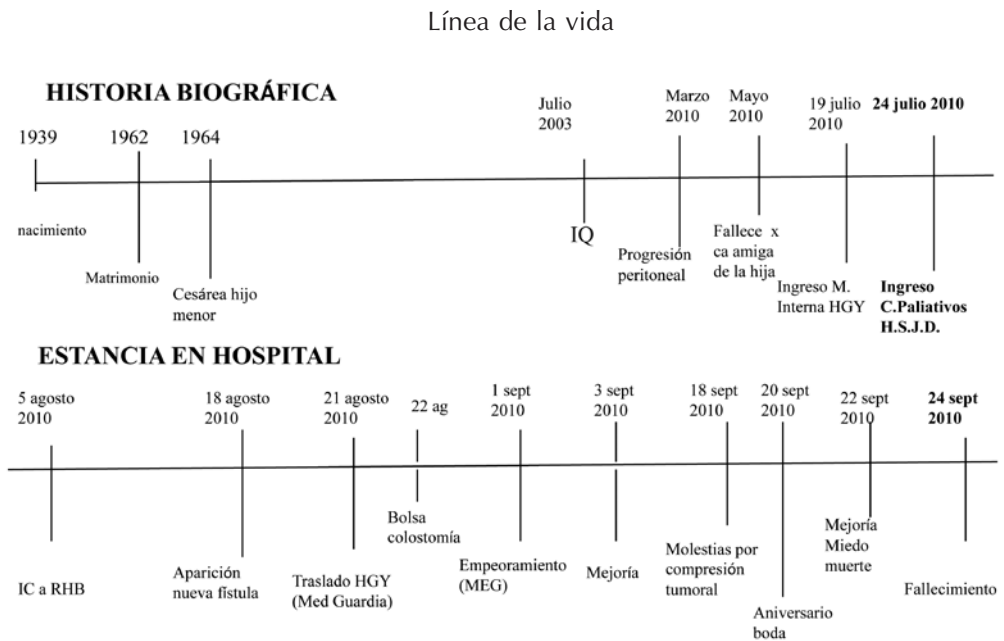 Línea de la vida
HISTORIA BIOGRÁFICA
1939
1962
1964
Julio
2003
Marzo
2010
Mayo
2010
19 julio
2010
24 julio 2010
nacimiento
Matrimonio
Cesárea hijo
menor
IQ
Progresión
peritoneal
Fallece x
ca amiga
de la hija
Ingreso M.
Interna HGY
Ingreso
C.Paliativos
H.S.J.D.
ESTANCIA EN HOSPITAL
5 agosto
2010
18 agosto
2010
21 agosto
2010
22 ag
1 sept
2010
3 sept
2010
18 sept
2010
20 sept
2010
22 sept
2010
24 sept
2010
IC a RHB
Aparición
nueva fístula
Traslado HGY
(Med Guardia)
Bolsa
colostomía
Empeoramiento
(MEG)
Mejoría
Molestias por
compresión
tumoral
Aniversario
boda
Mejoría
Miedo
muerte
Fallecimiento